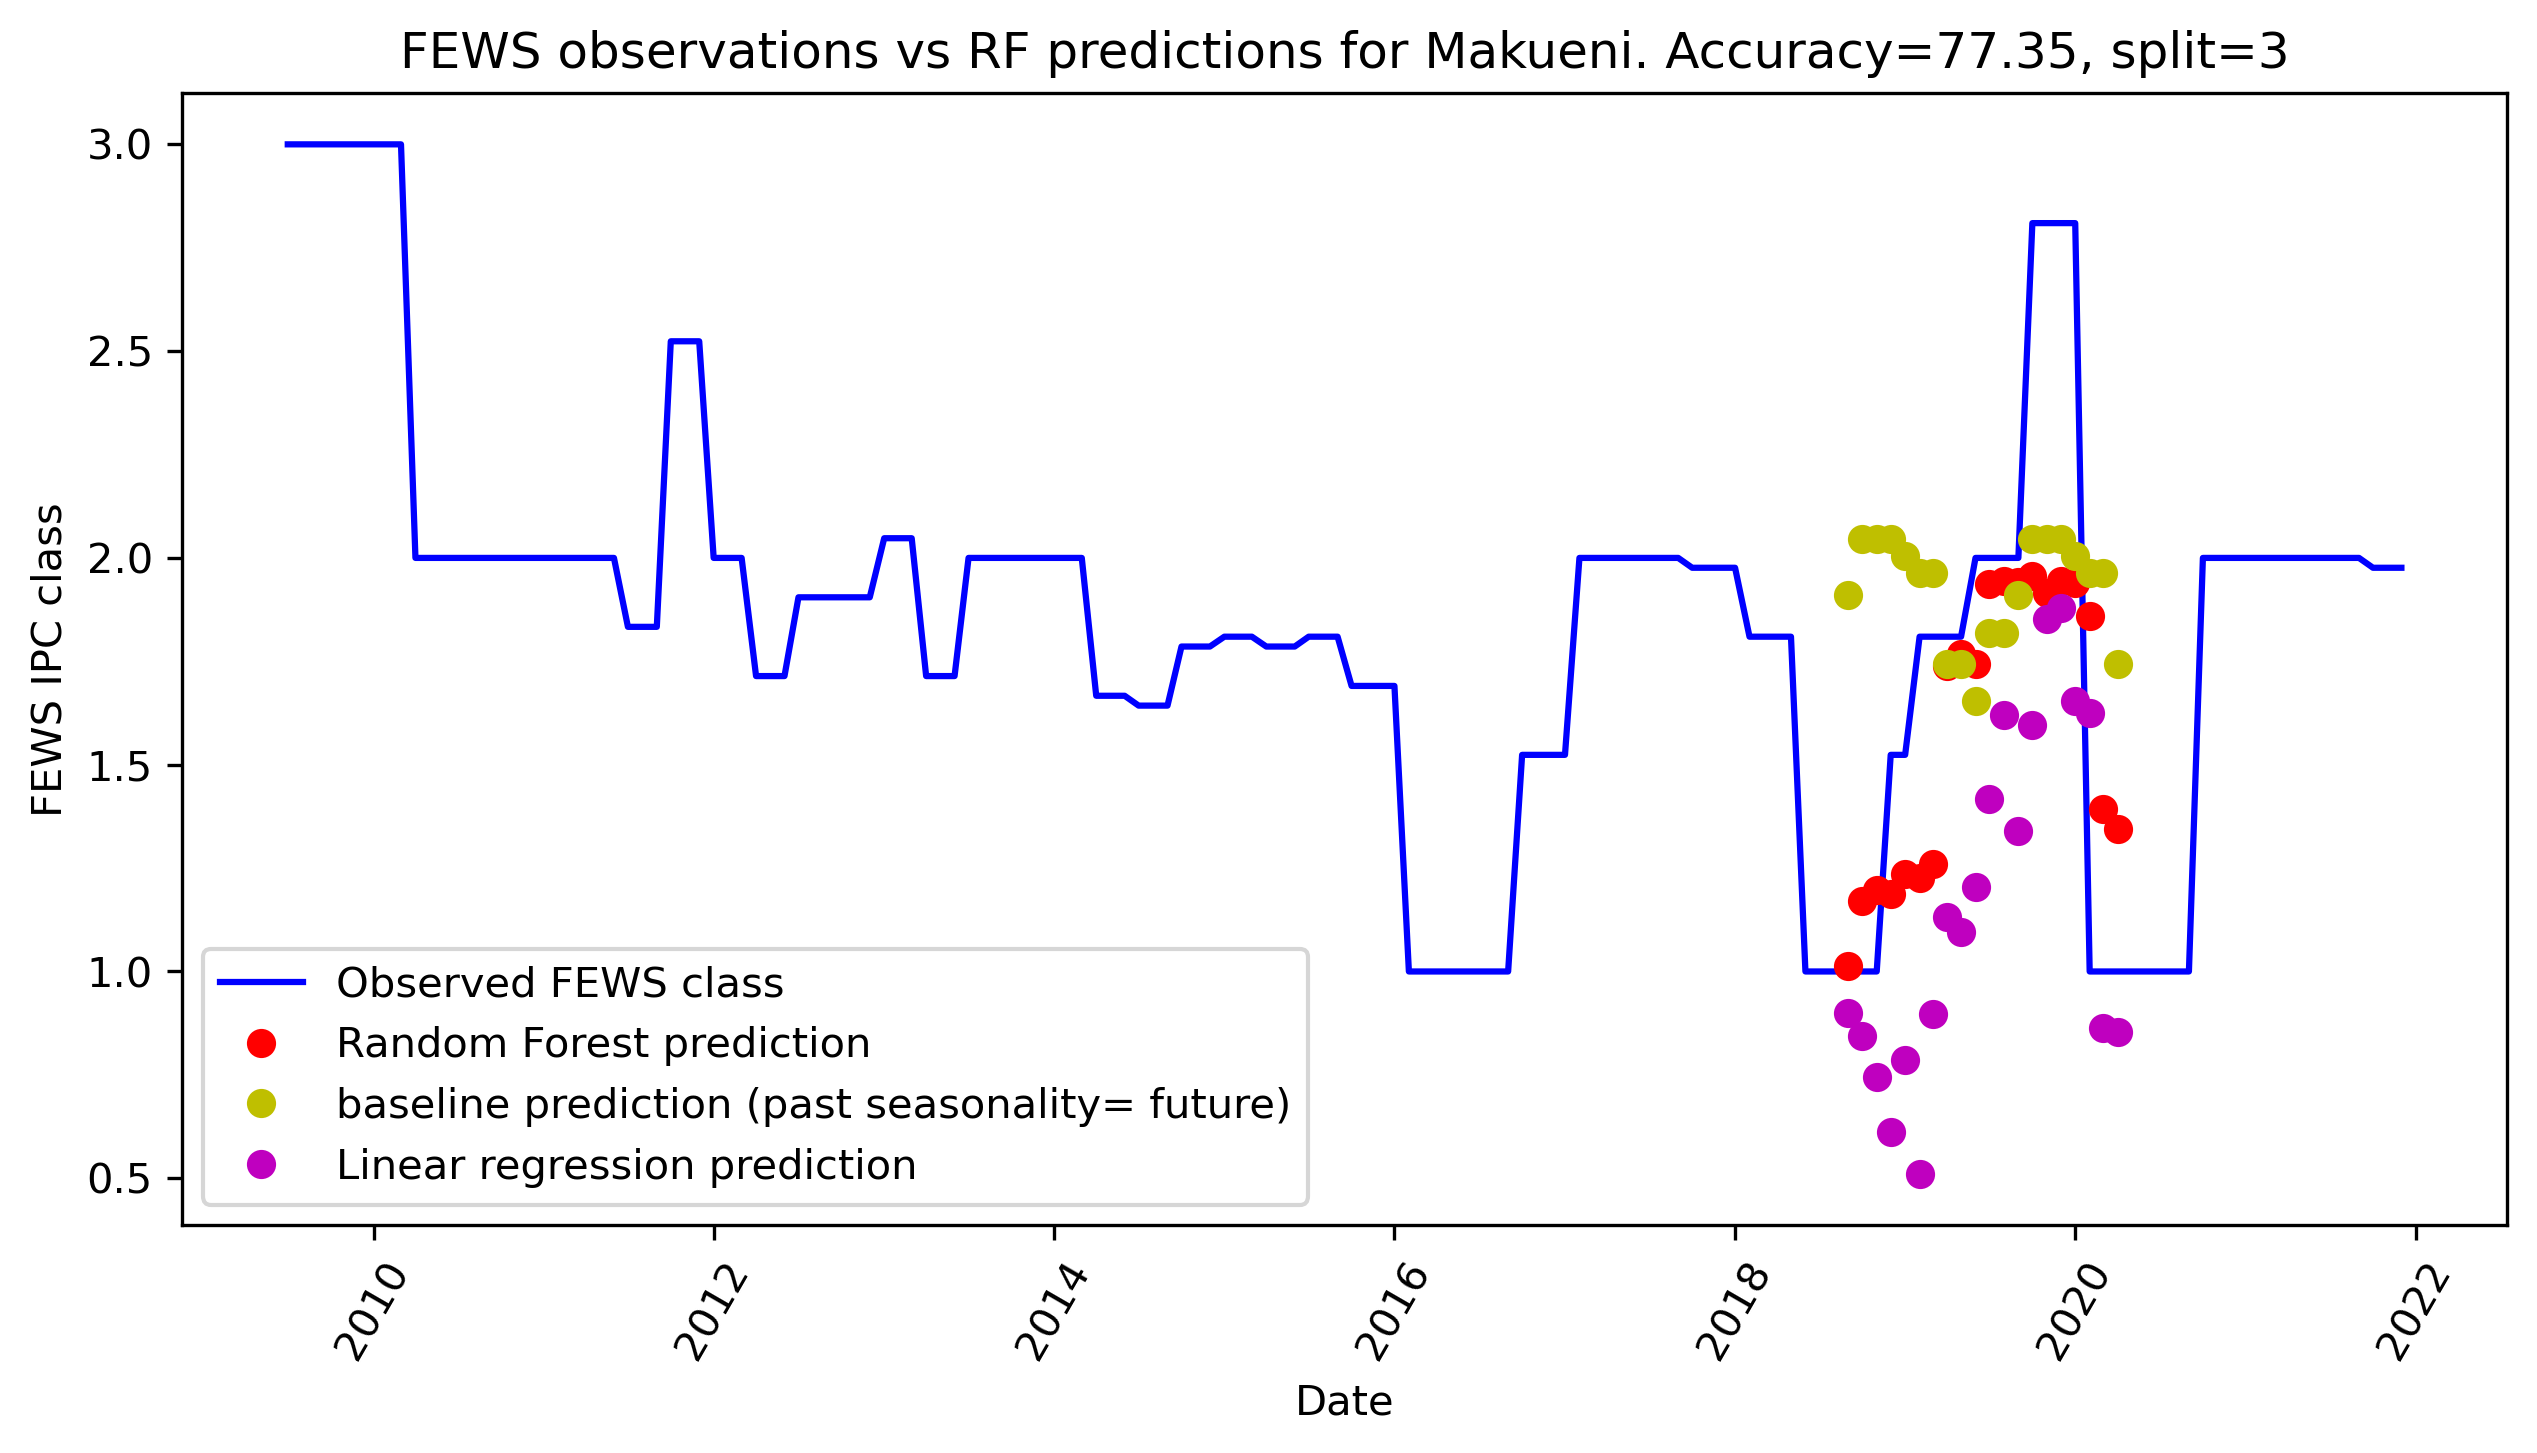 FEWS observations vs RF predictions for Makueni. Accuracy=77.35, split=3
3.0
2.5
2.0
1.5
1.0
0.5
FEWS IPC class
Observed FEWS class
Random Forest prediction
baseline prediction (past seasonality= future)
Linear regression prediction
2010
2012
2014
2016
2018
2020
2022
Date